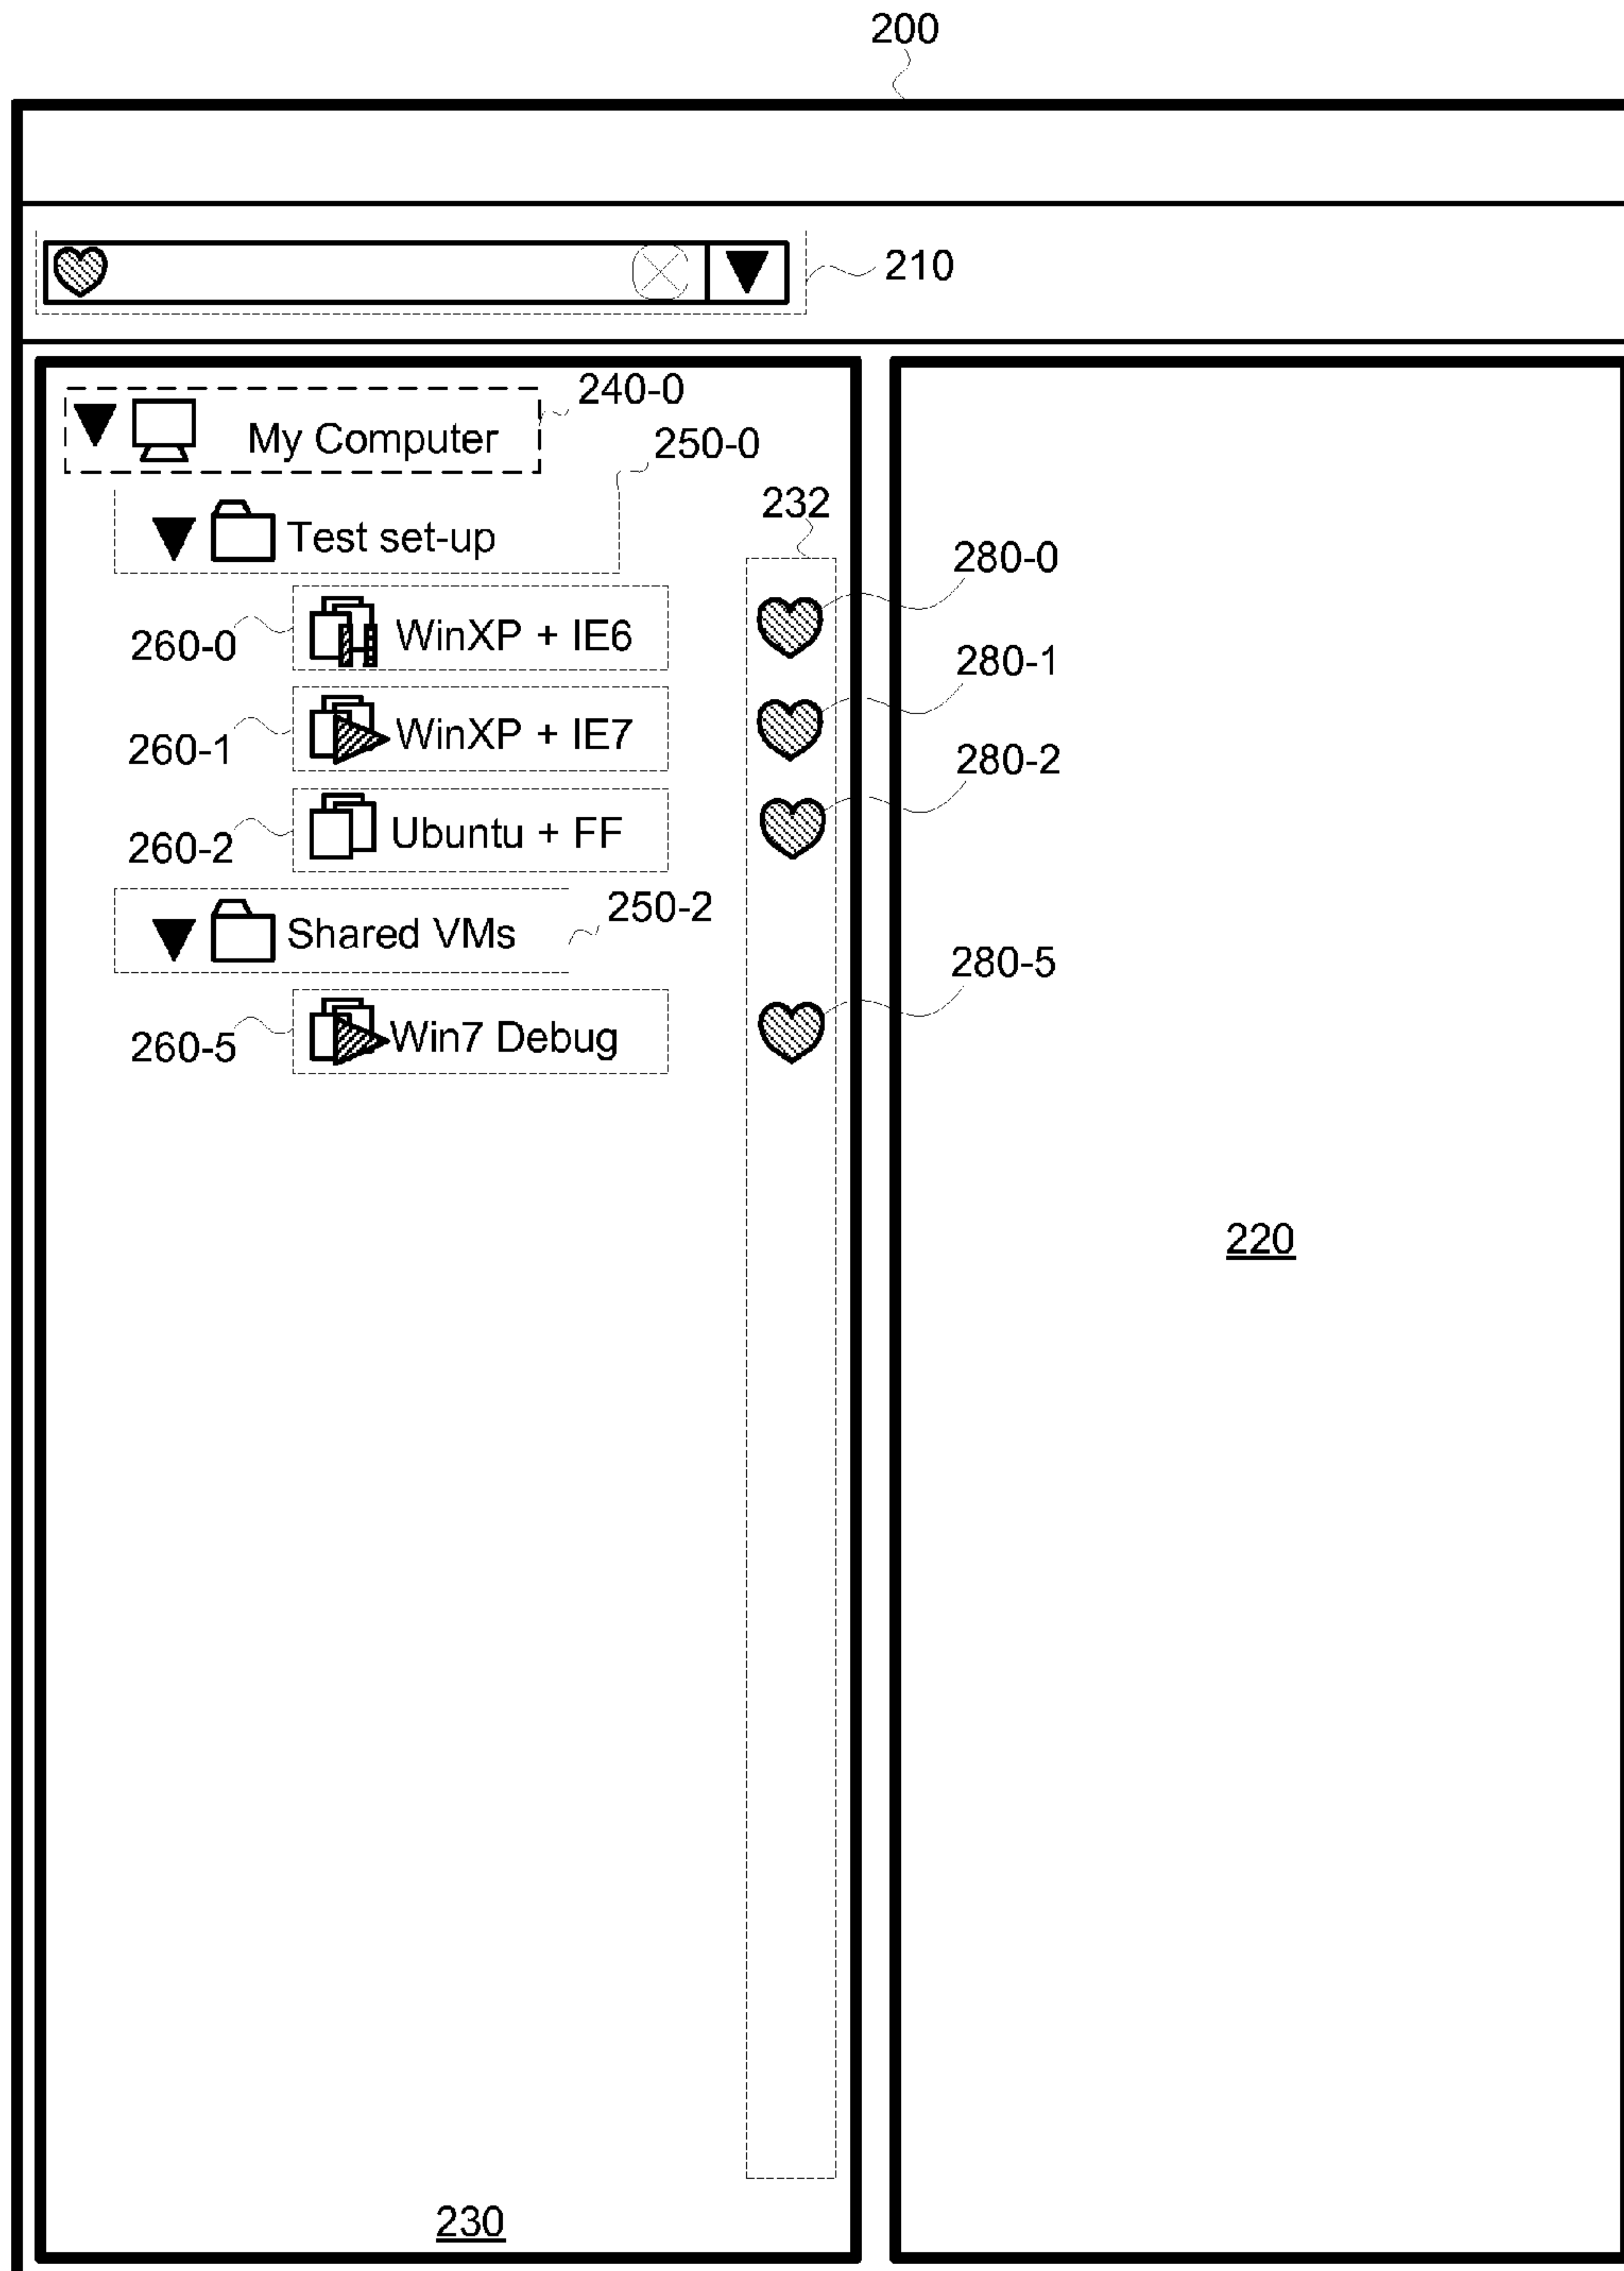 200
210
My Computer 240-0
250-0
Test set-up
232
280-0
260-0 WinXP + IE6
280-1
260-1 WinXP + IE7
280-2
260-2 Ubuntu + FF
250-2
Shared VMs
280-5
260-5 Win7 Debug
220
230